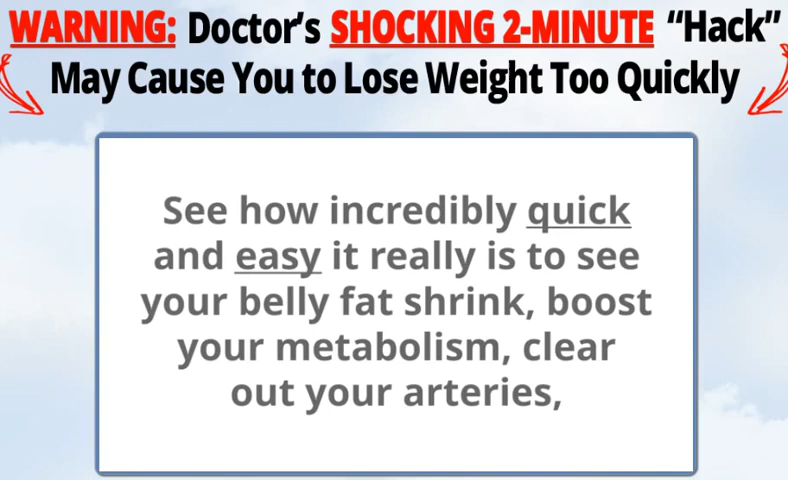 WARNING: Doctor's SHOCKING 2-MINUTE “Hack”
May Cause You to Lose Weight Too Quickly
See how incredibly quick
and easy it really is to see
your belly fat shrink, boost
your metabolism, clear
out your arteries,